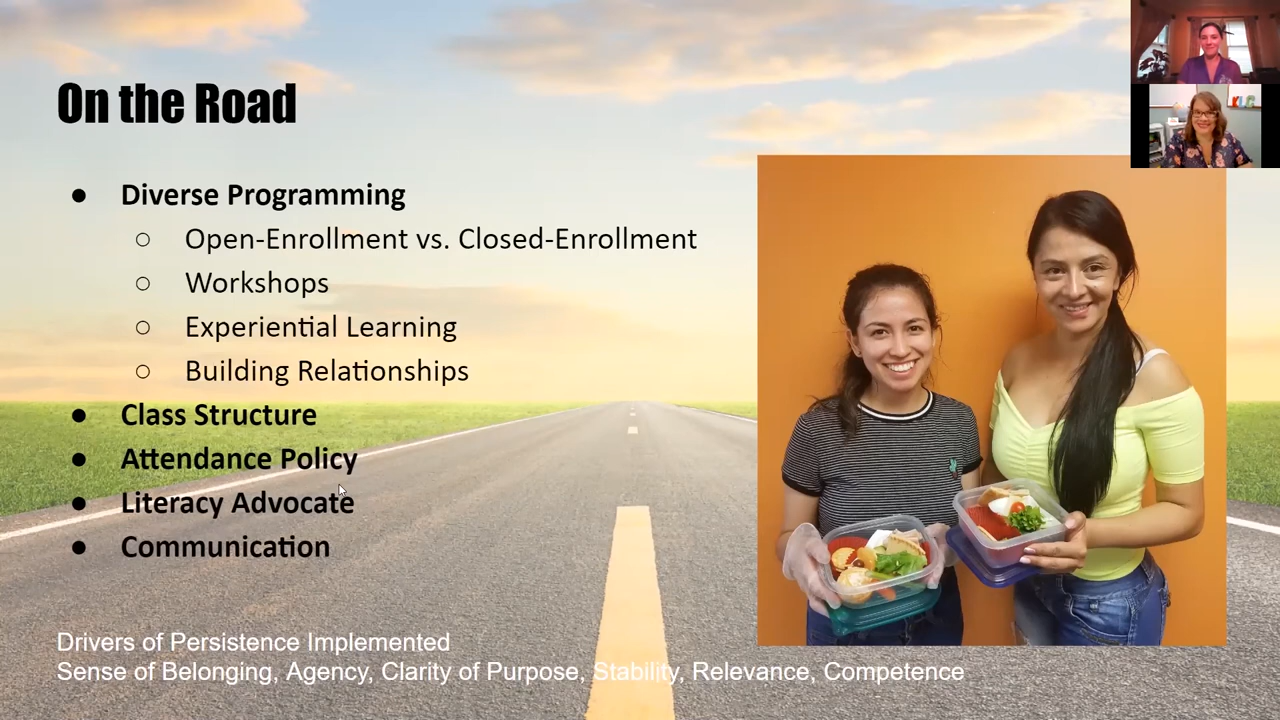 On the Road
● Diverse Programming
○ Open-Enrollment vs. Closed-Enrollment
○ Workshops
○ Experiential Learning
○ Building Relationships
● Class Structure
● Attendance Policy
● Literacy Advocate
● Communication
Drivers of Persistence Implemented
Sense of Belonging, Agency, Clarity of Purpose, Stability, Relevance, Competence